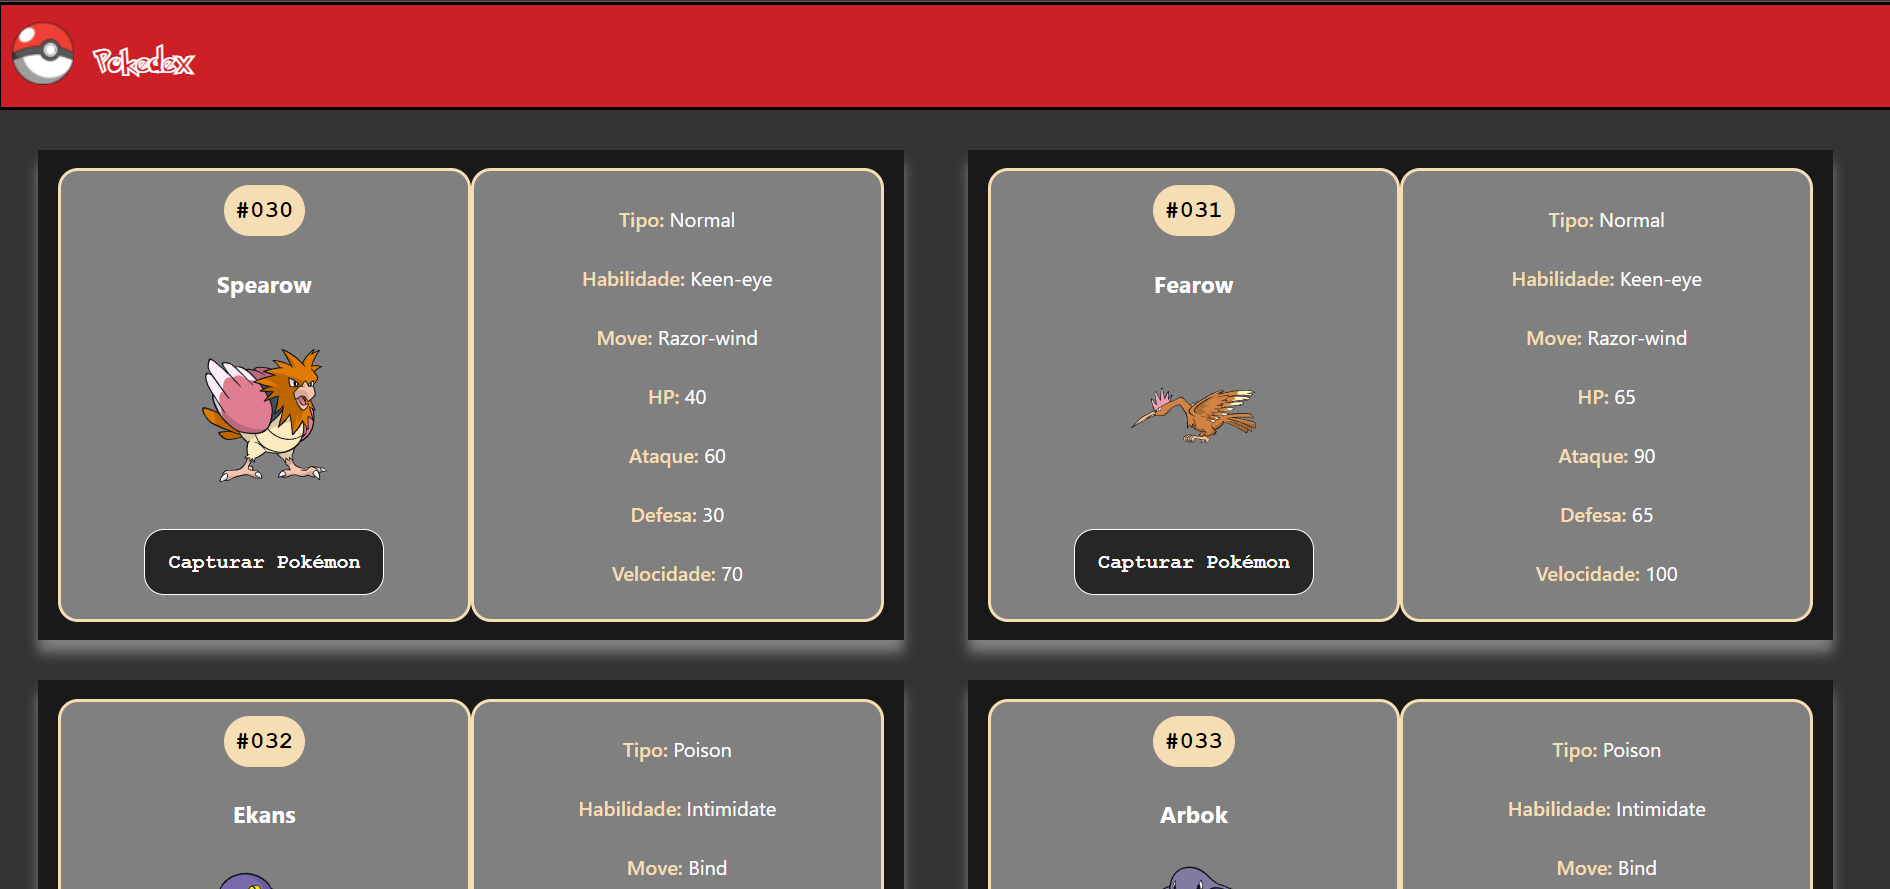 Pokedex
#030
Spearow
Capturar Pokémon
Tipo: Normal
Habilidade: Keen-eye
Move: Razor-wind
HP: 40
Ataque: 60
Defesa: 30
Velocidade: 70
#031
Fearow
Capturar Pokémon
Tipo: Normal
Habilidade: Keen-eye
Move: Razor-wind
HP: 65
Ataque: 90
Defesa: 65
Velocidade: 100
#032
Ekans
Tipo: Poison
Habilidade: Intimidate
Move: Bind
#033
Arbok
Tipo: Poison
Habilidade: Intimidate
Move: Bind